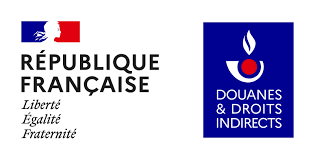 RÉPUBLIQUE
FRANÇAISE
Liberté
Égalité
Fraternité
DOUANES
& DROITS
INDIRECTS